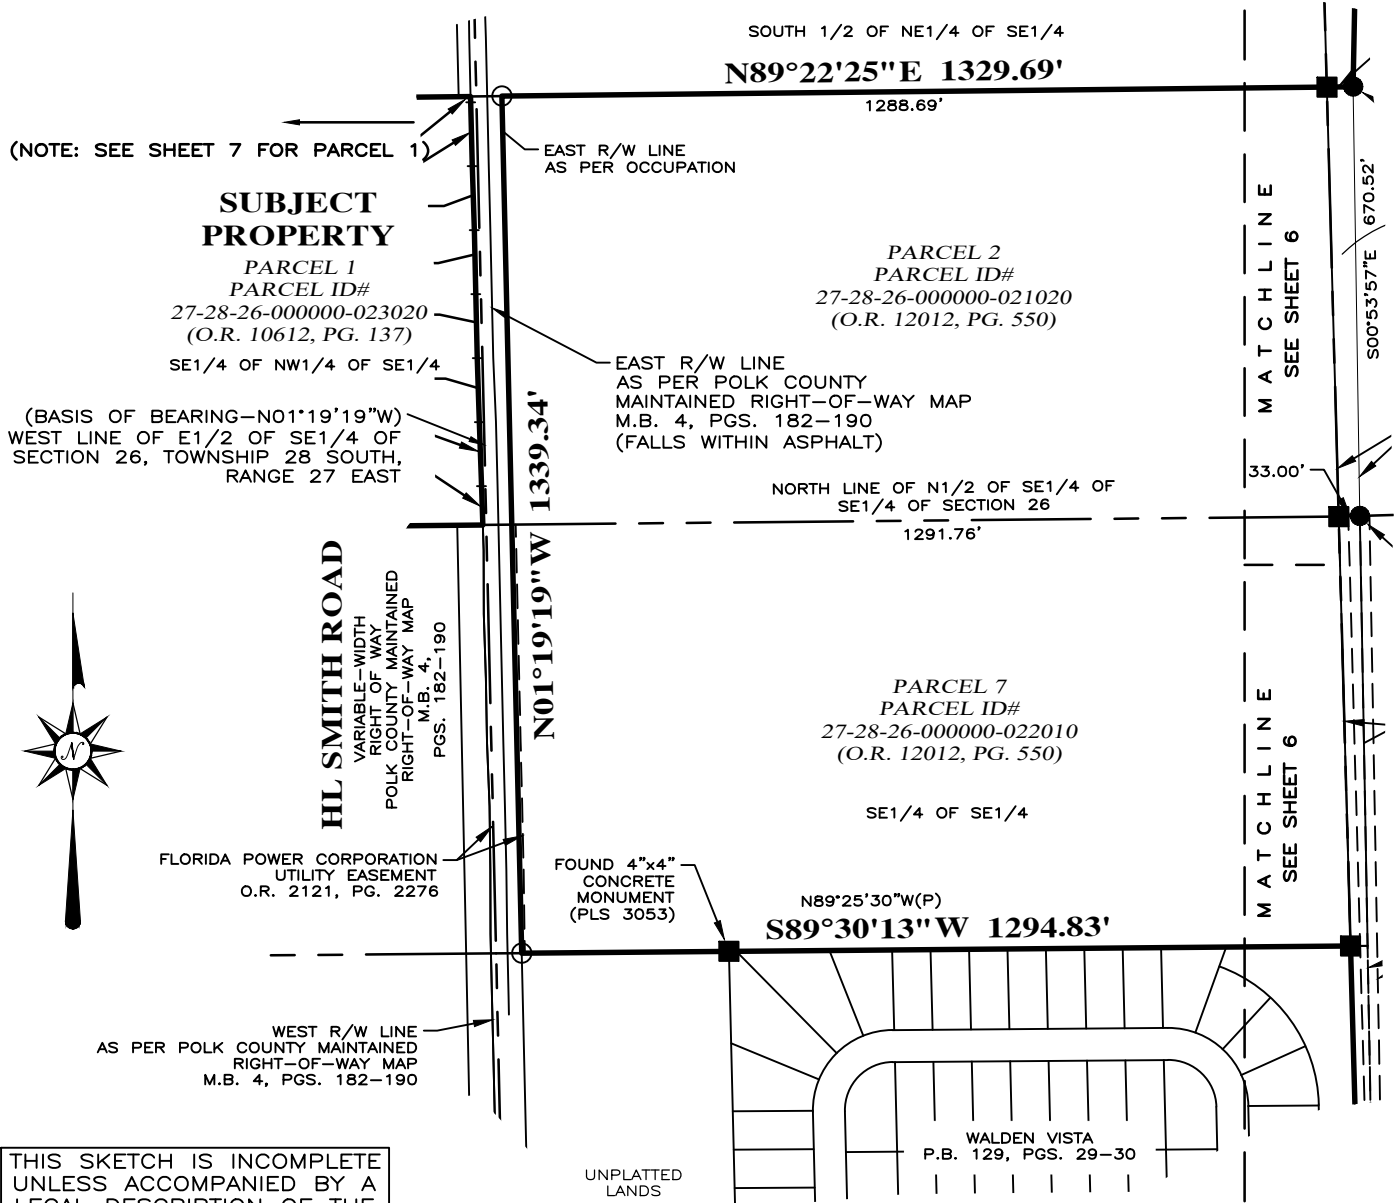 SOUTH 1/2 OF NE1/4 OF SE1/4
N89°22'25"E 1329.69'
1288.69'
(NOTE: SEE SHEET 7 FOR PARCEL 1)
EAST R/W LINE
AS PER OCCUPATION
SUBJECT
PROPERTY
PARCEL 1
PARCEL ID#
27-28-26-000000-023020
(O.R. 10612, PG. 137)
SE1/4 OF NW1/4 OF SE1/4
PARCEL 2
PARCEL ID#
27-28-26-000000-021020
(O.R. 12012, PG. 550)
MATCHLINE
SEE SHEET 6
S00°53'57"E 670.52'
EAST R/W LINE
AS PER POLK COUNTY
MAINTAINED RIGHT-OF-WAY MAP
M.B. 4, PGS. 182-190
(FALLS WITHIN ASPHALT)
(BASIS OF BEARING-N01°19'19"W)
WEST LINE OF E1/2 OF SE1/4 OF
SECTION 26, TOWNSHIP 28 SOUTH,
RANGE 27 EAST
N01°19'19"W 1339.34'
33.00'
NORTH LINE OF N1/2 OF SE1/4 OF
SE1/4 OF SECTION 26
1291.76'
HL SMITH ROAD
VARIABLE-WIDTH
RIGHT OF WAY
POLK COUNTY MAINTAINED
RIGHT-OF-WAY MAP
M.B. 4,
PGS. 182-190
N
PARCEL 7
PARCEL ID#
27-28-26-000000-022010
(O.R. 12012, PG. 550)
SE1/4 OF SE1/4
MATCHLINE
SEE SHEET 6
FLORIDA POWER CORPORATION
UTILITY EASEMENT
O.R. 2121, PG. 2276
FOUND 4"x4"
CONCRETE
MONUMENT
(PLS 3053)
N89°25'30"W(P)
S89°30'13"W 1294.83'
WEST R/W LINE
AS PER POLK COUNTY MAINTAINED
RIGHT-OF-WAY MAP
M.B. 4, PGS. 182-190
WALDEN VISTA
P.B. 129, PGS. 29-30
UNPLATTED
LANDS
THIS SKETCH IS INCOMPLETE
UNLESS ACCOMPANIED BY A
LEGAL DESCRIPTION OF THE